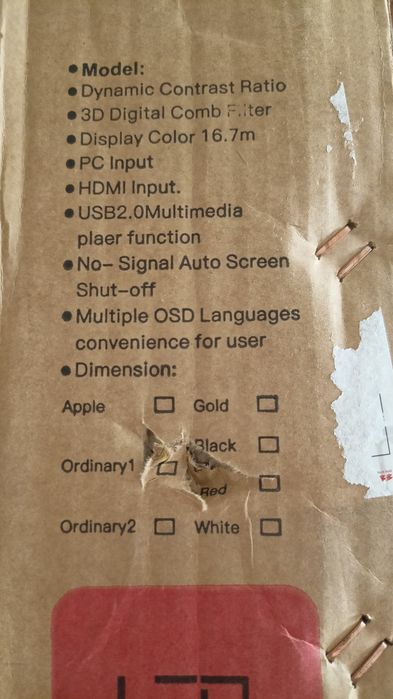 ● Model:
● Dynamic Contrast Ratio
● 3D Digital Comb Filter
● Display Color 16.7m
● PC Input
● HDMI Input.
● USB2.0Multimedia
plaer function
● No- Signal Auto Screen
Shut-off
● Multiple OSD Languages
convenience for user
● Dimension:
Apple □ Gold □
Black □
Ordinary1 □
Red □
Ordinary2 □ White □